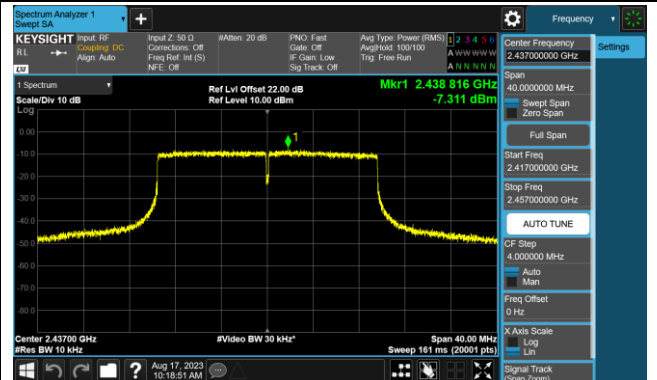 Spectrum Analyzer 1
Swept SA
+
Frequency
KEYSIGHT
RL
LXI
Input: RF
Coupling: DC
Align: Auto
Input Z: 50 Ω
Corrections: Off
Freq Ref: Int (S)
NFE: Off
#Atten: 20 dB
PNO: Fast
Gate: Off
IF Gain: Low
Sig Track: Off
Avg Type: Power (RMS)
Avg|Hold: 100/100
Trig: Free Run
1 2 3 4 5 6
A W W W W W
A N N N N N
1 Spectrum
Scale/Div 10 dB
Log
Ref Lvl Offset 22.00 dB
Ref Level 10.00 dBm
Mkr1 2.438 816 GHz
-7.311 dBm
0.00
-10.0
-20.0
-30.0
-40.0
-50.0
-60.0
-70.0
-80.0
1
Center 2.43700 GHz
#Res BW 10 kHz
#Video BW 30 kHz*
Span 40.00 MHz
Sweep 161 ms (20001 pts)
Center Frequency
2.437000000 GHz
Span
40.0000000 MHz
Swept Span
Zero Span
Full Span
Start Freq
2.417000000 GHz
Stop Freq
2.457000000 GHz
AUTO TUNE
CF Step
4.000000 MHz
Auto
Man
Freq Offset
0 Hz
X Axis Scale
Log
Lin
Signal Track
(Span Zoom)
Settings
?
Aug 17, 2023
10:18:51 AM